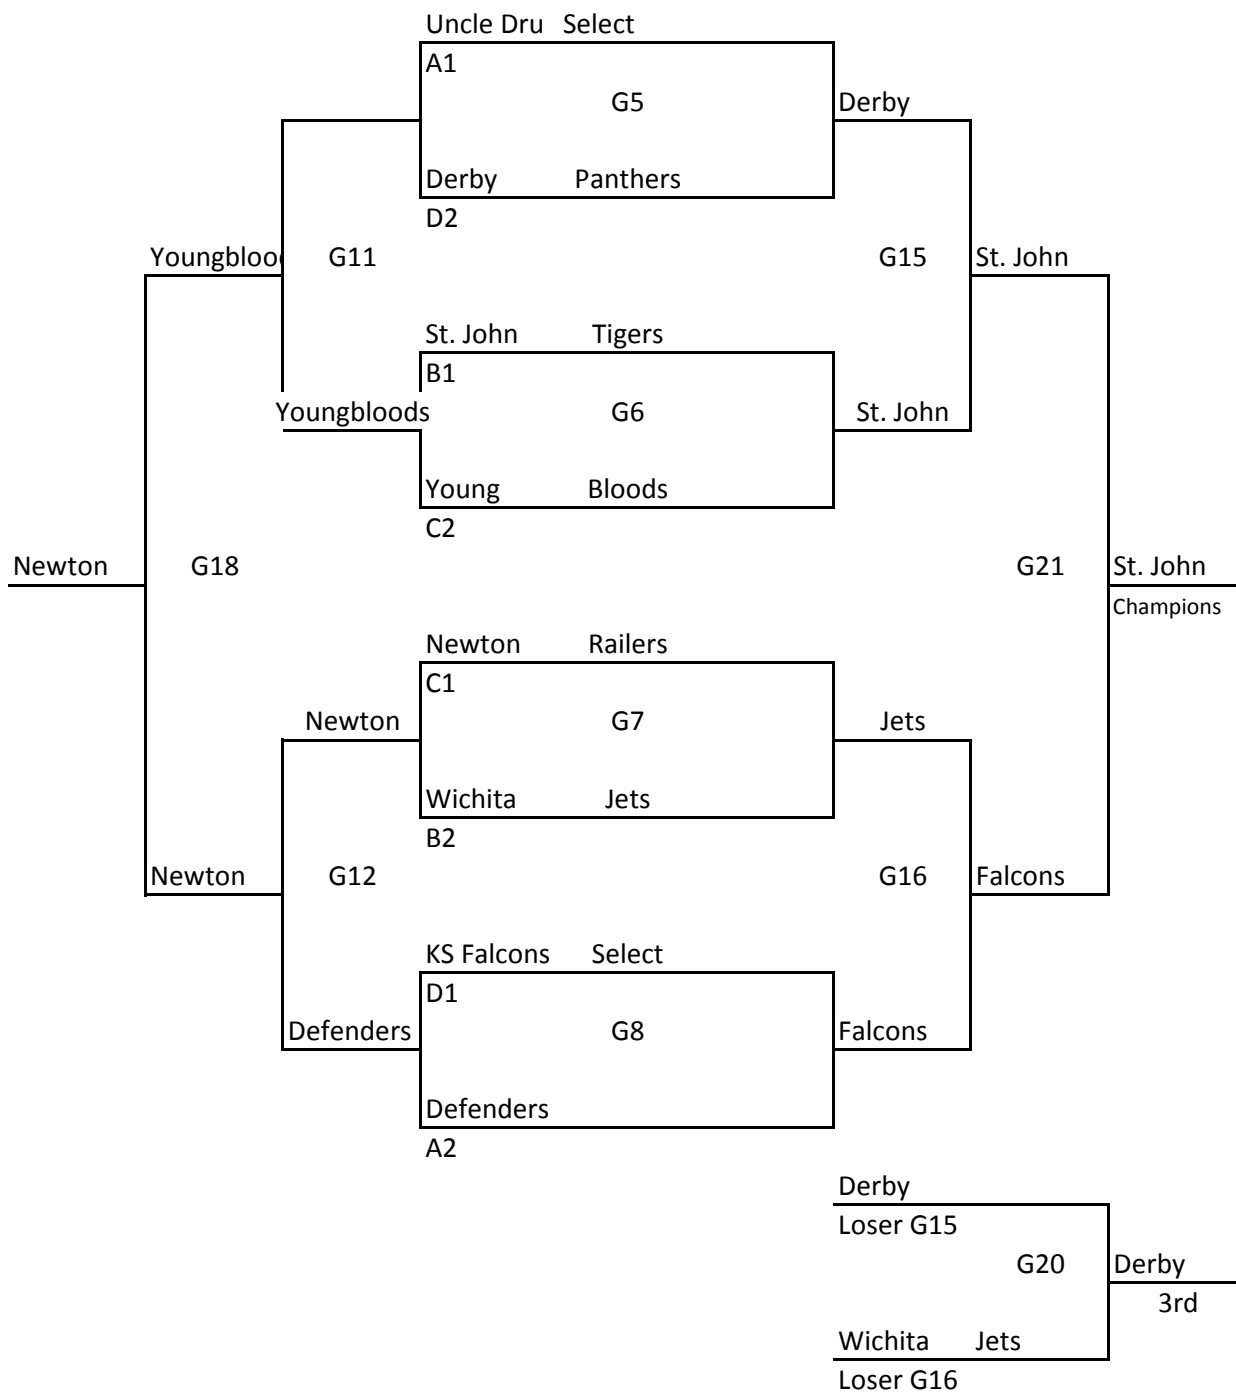 Uncle Dru Select
A1
G5
Derby
Derby Panthers
D2
Youngbloo
G11
G15
St. John
St. John Tigers
B1
Youngbloods
G6
St. John
Young Bloods
C2
Newton
G18
G21
St. John
Champions
Newton Railers
C1
Newton
G7
Jets
Wichita Jets
B2
Newton
G12
G16
Falcons
KS Falcons Select
D1
Defenders
G8
Falcons
Defenders
A2
Derby
Loser G15
G20
Derby
3rd
Wichita Jets
Loser G16